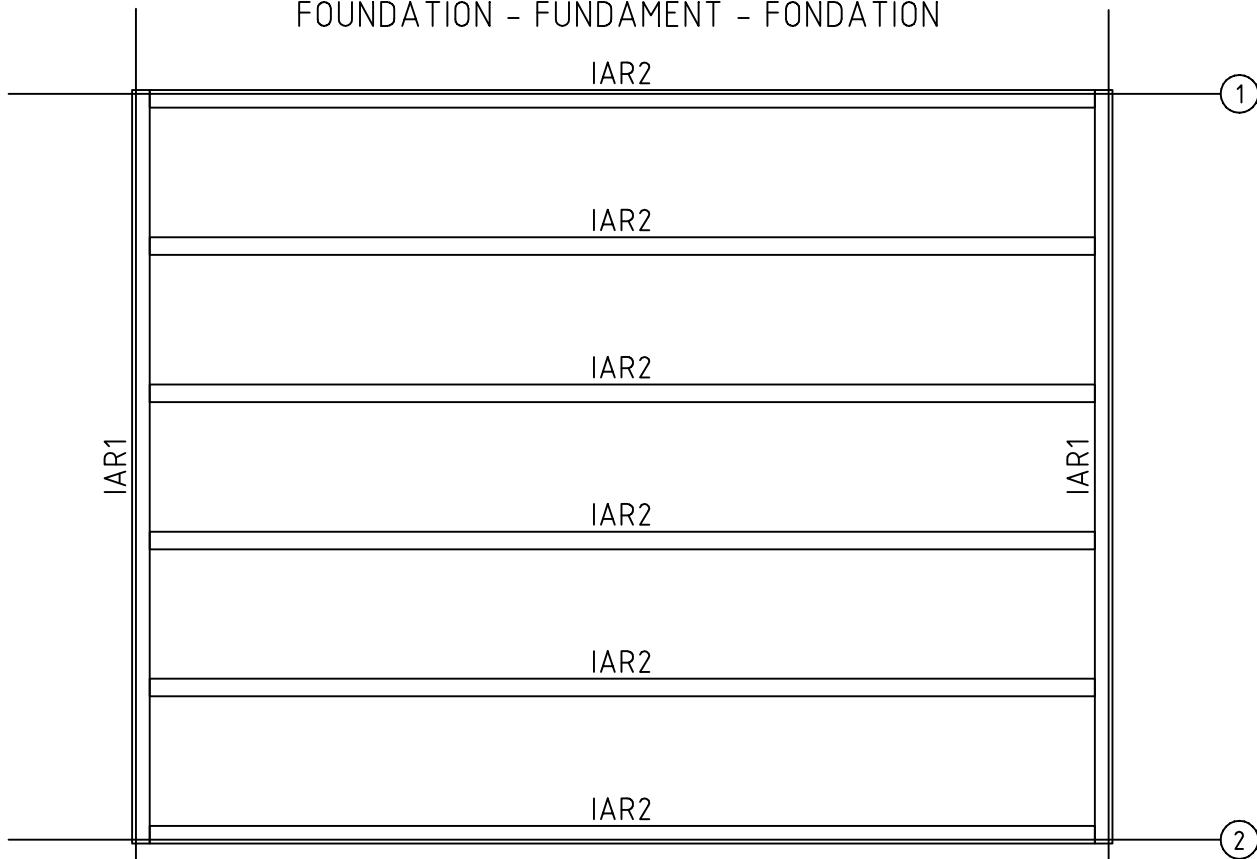 FOUNDATION - FUNDAMENT - FONDATION
IAR2
1
IAR2
IAR2
IAR1
IAR1
IAR2
IAR2
IAR2
2